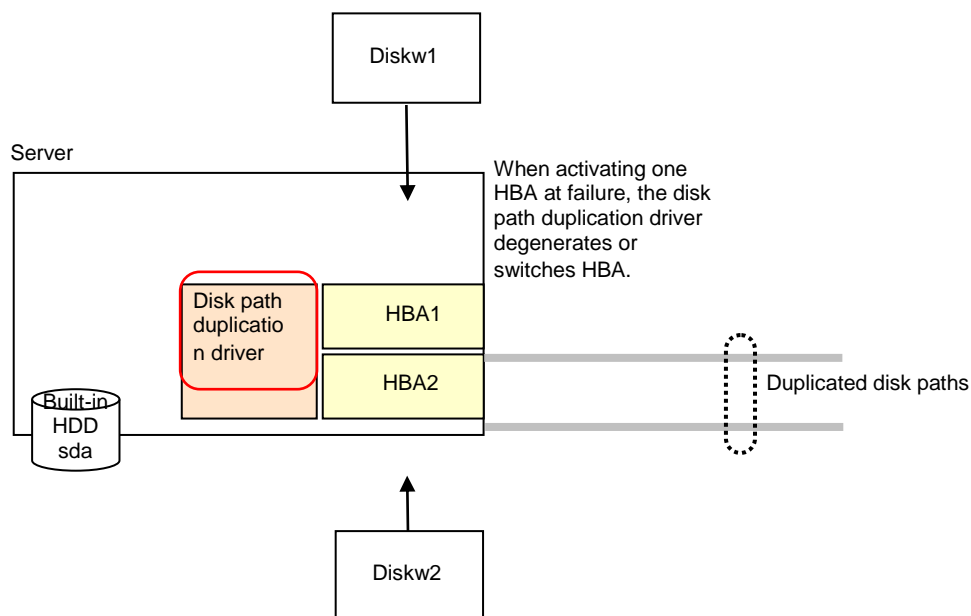 Diskw1
Server
When activating one
HBA at failure, the disk
path duplication driver
degenerates or
switches HBA.
Disk path
duplicatio
n driver
HBA1
HBA2
Duplicated disk paths
Built-in
HDD
sda
Diskw2